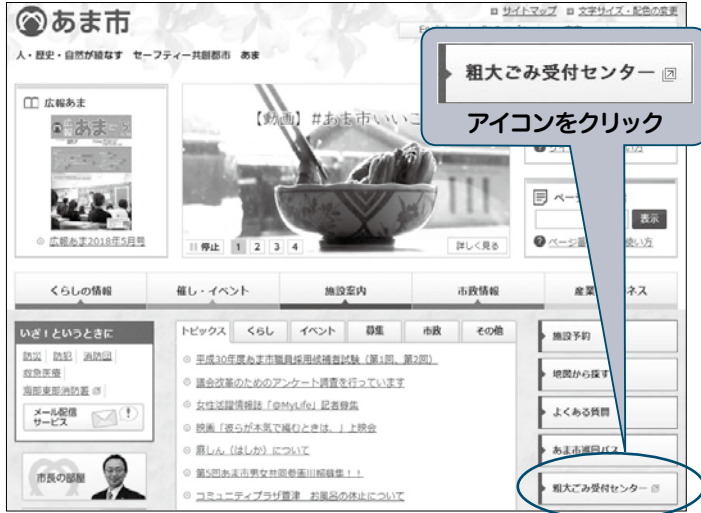 あま市
サイトマップ
文字サイズ・配色の変更
人・歴史・自然が綾なす セーフティー共創都市 あま
粗大ごみ受付センター
アイコンをクリック
広報あま
【動画】#あま市いいこ
あま
広報あま2018年5月号
停止 1 2 3 4
詳しく見る
ペー
表示
くらしの情報
催し・イベント
施設案内
市政情報
産業
ネス
いざ!というときに
防災 防犯 消防団
救急医療
海部東部消防署
メール配信
サービス
市長の部屋
トピックス くらし イベント 募集 市政 その他
平成30年度あま市職員採用候補者試験(第1回、第2回)
議会改革のためのアンケート調査を行っています
女性活躍情報誌「@MyLife」記者募集
映画「彼らが本気で編むときは、」上映会
麻しん(はしか)について
第5回あま市男女共同参画川柳募集!!
コミュニティプラザ萱津 お風呂の休止について
施設予約
地図から探す
よくある質問
あま市巡回バス
粗大ごみ受付センター